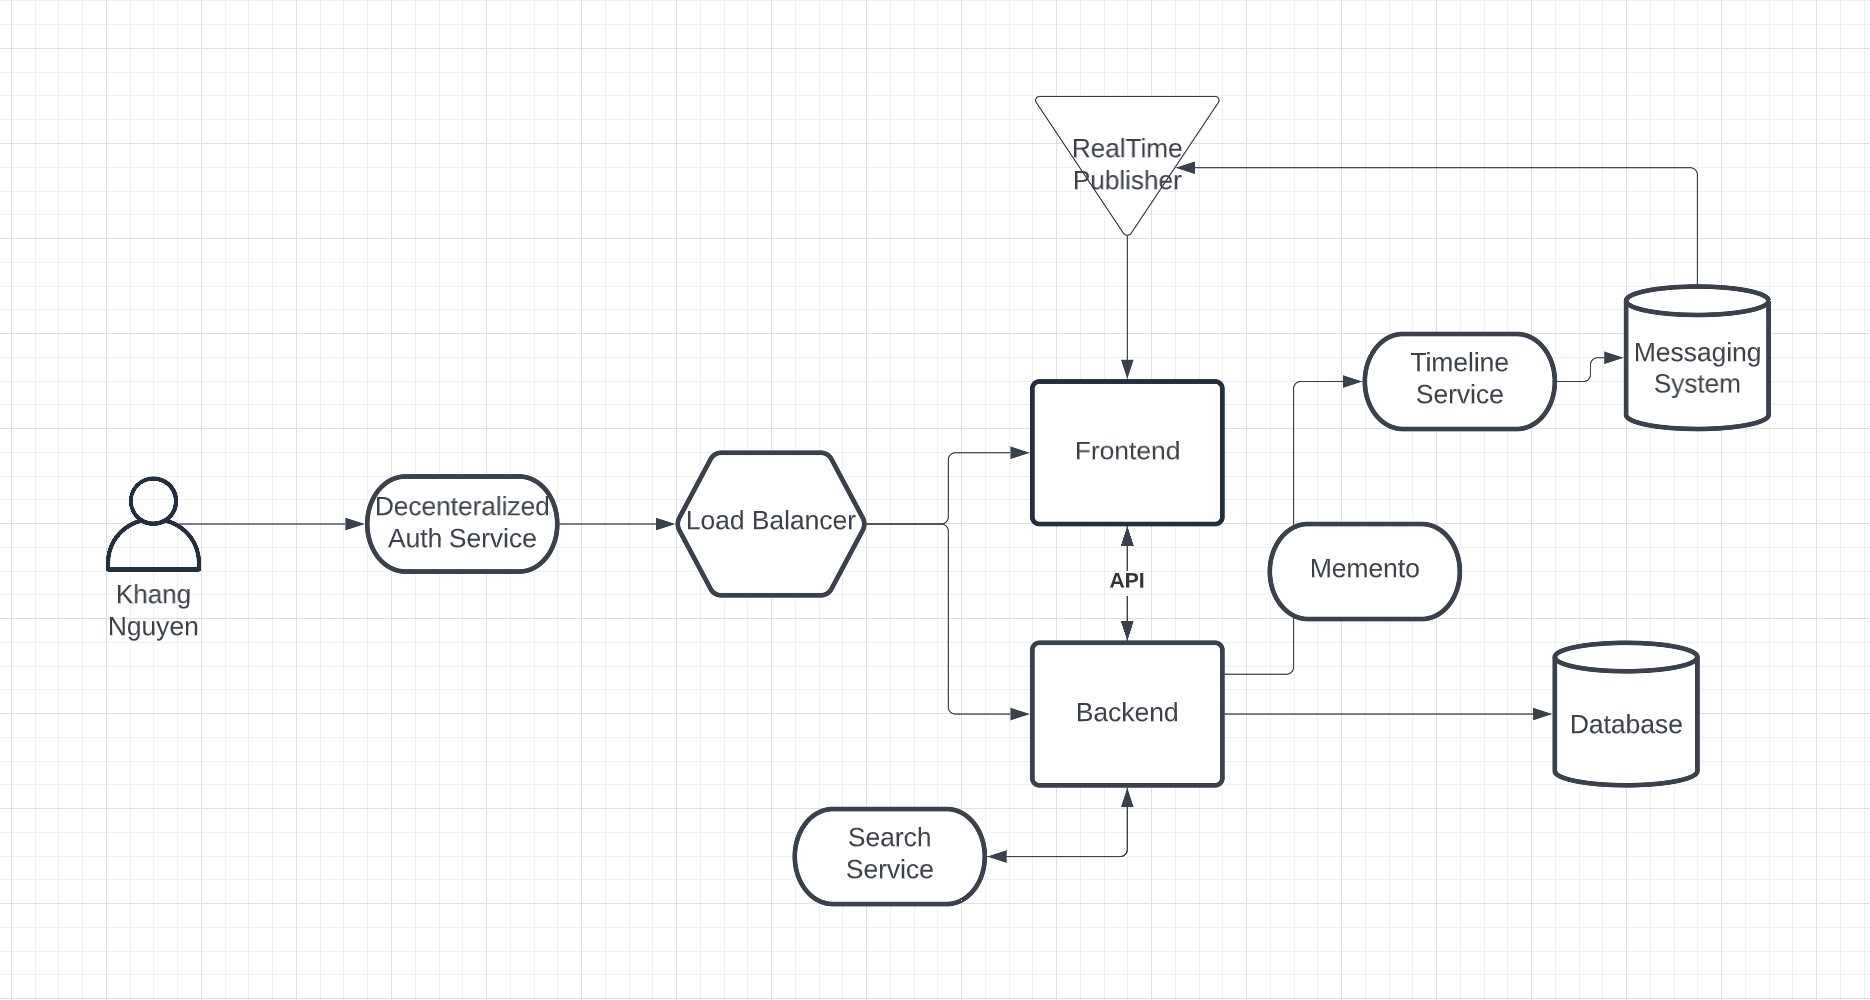 RealTime
Publisher
Messaging
System
Timeline
Service
Frontend
Decenteralized
Auth Service
Load Balancer
Khang
Nguyen
API
Memento
Backend
Database
Search
Service